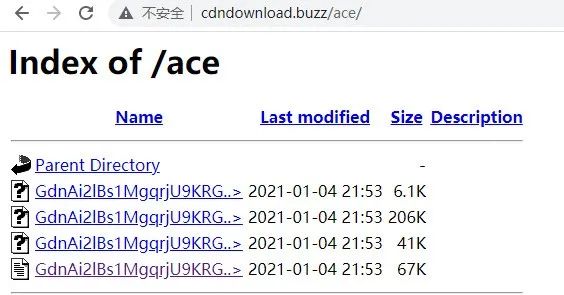 不安全 | cdndownload.buzz/ace/
Index of /ace
Name Last modified Size Description
Parent Directory -
GdnAi2lBs1MgqrjU9KRG..> 2021-01-04 21:53 6.1K
GdnAi2lBs1MgqrjU9KRG..> 2021-01-04 21:53 206K
GdnAi2lBs1MgqrjU9KRG..> 2021-01-04 21:53 41K
GdnAi2lBs1MgqrjU9KRG..> 2021-01-04 21:53 67K